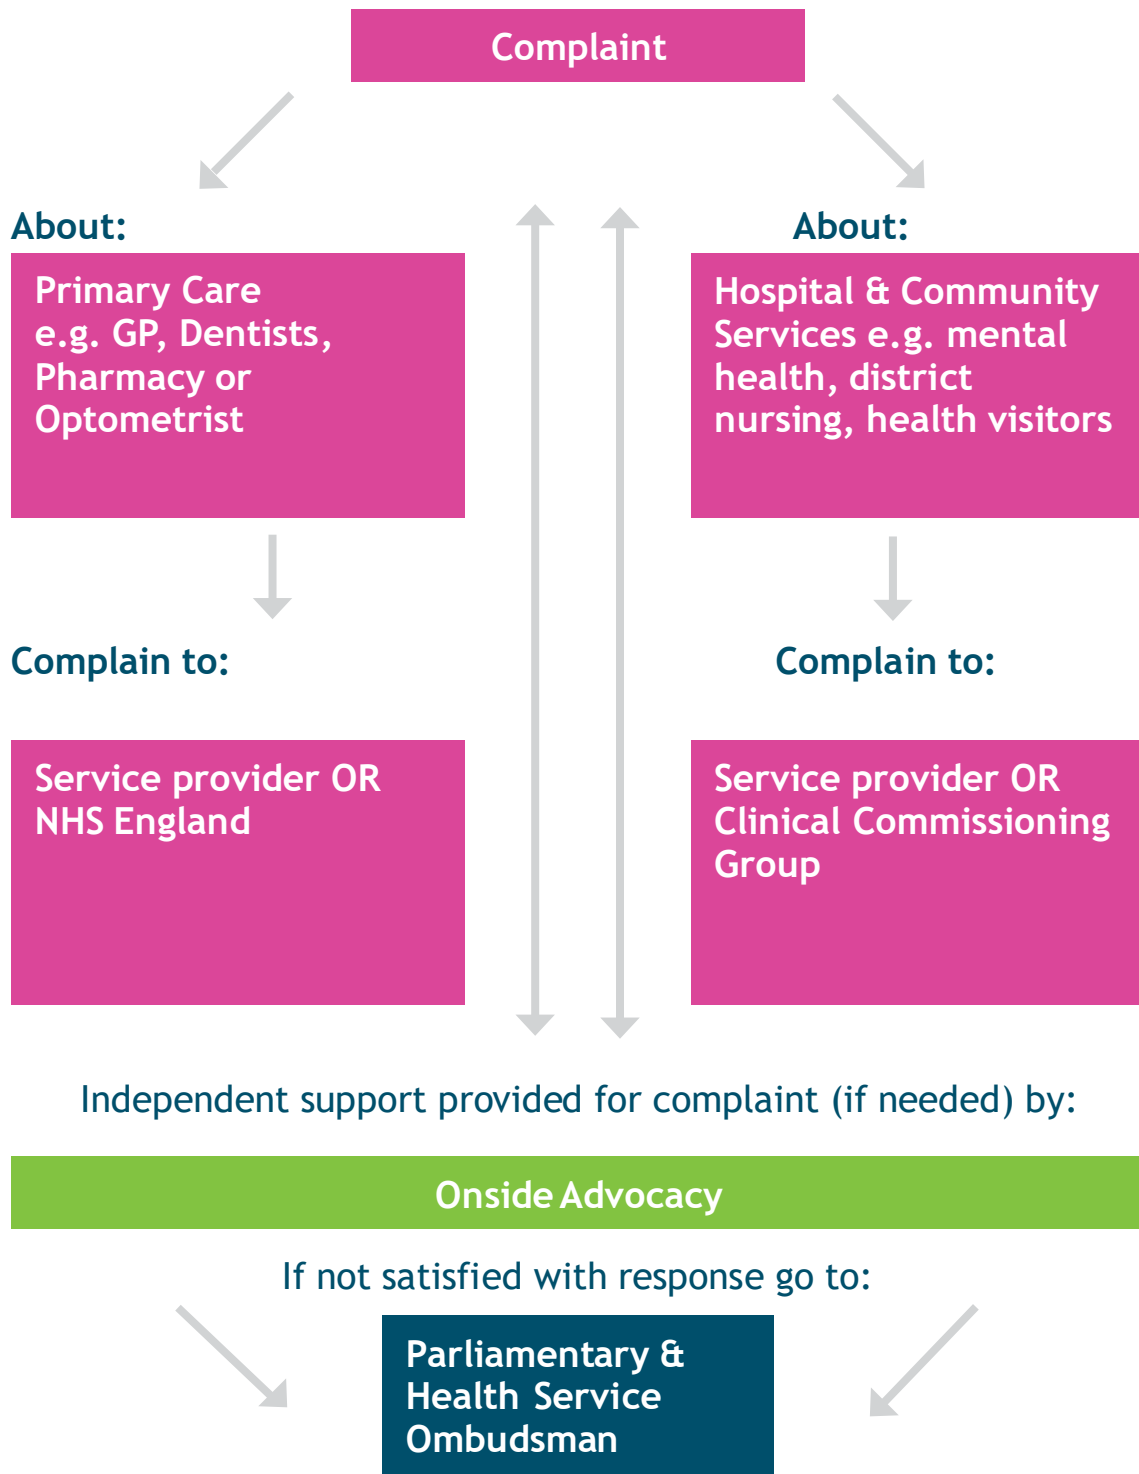 Complaint
About:
Primary Care
e.g. GP, Dentists,
Pharmacy or
Optometrist
Complain to:
Service provider OR
NHS England
About:
Hospital & Community
Services e.g. mental
health, district
nursing, health visitors
Complain to:
Service provider OR
Clinical Commissioning
Group
Independent support provided for complaint (if needed) by:
Onside Advocacy
If not satisfied with response go to:
Parliamentary &
Health Service
Ombudsman